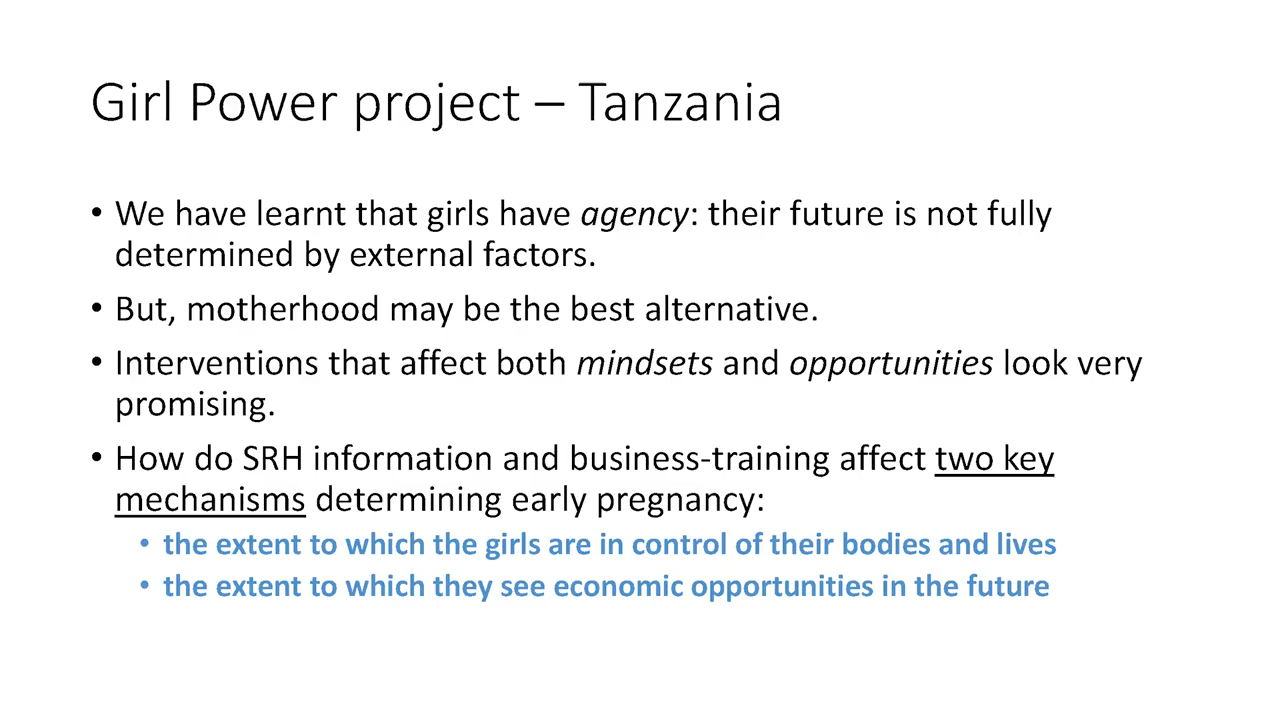 Girl Power project – Tanzania
• We have learnt that girls have agency: their future is not fully
determined by external factors.
• But, motherhood may be the best alternative.
• Interventions that affect both mindsets and opportunities look very
promising.
• How do SRH information and business-training affect two key
mechanisms determining early pregnancy:
• the extent to which the girls are in control of their bodies and lives
• the extent to which they see economic opportunities in the future